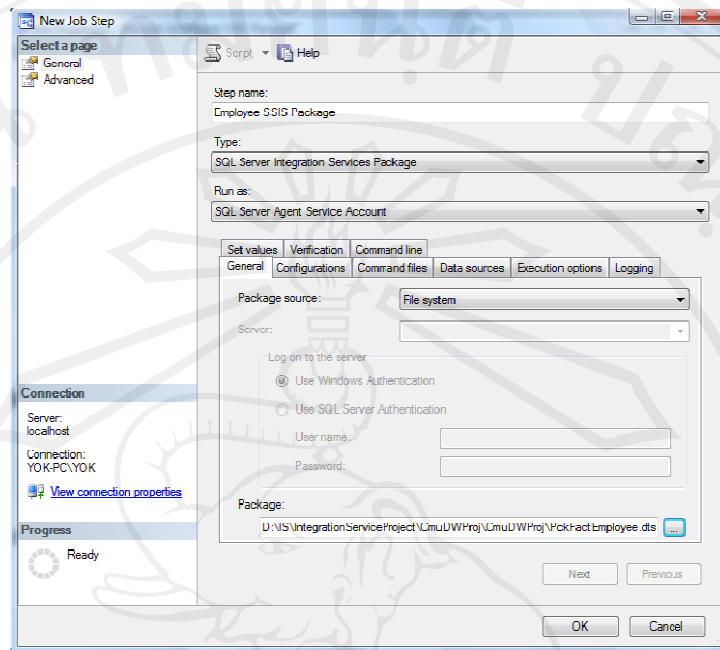 New Job Step
Select a page
General
Advanced
Script
Help
Step name:
Employee SSIS Package
Type:
SQL Server Integration Services Package
Run as:
SQL Server Agent Service Account
Set values
Verification
Command line
General
Configurations
Command files
Data sources
Execution options
Logging
Package source:
File system
Server:
Log on to the server
Use Windows Authentication
Use SQL Server Authentication
User name:
Password:
Package:
D:\IS\IntegrationServiceProject\CmuDWProj\CmuDWProj\PckFactEmployee.dts
...
Connection
Server:
localhost
Connection:
YOK-PC\YOK
View connection properties
Progress
Ready
Next
Previous
OK
Cancel